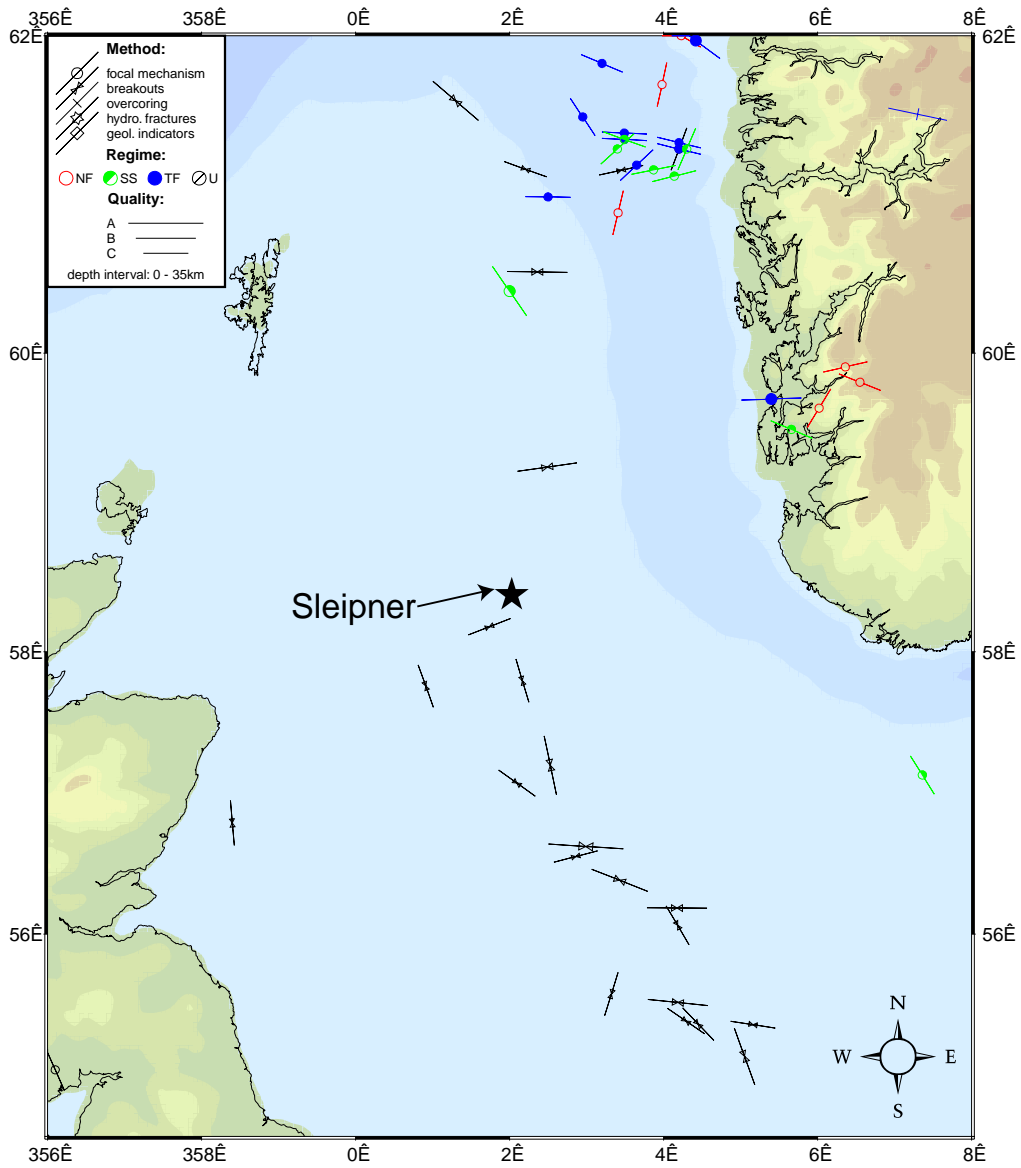 356Ê 358Ê 0Ê 2Ê 4Ê 6Ê 8Ê
62Ê 62Ê
Method:
focal mechanism
breakouts
overcoring
hydro. fractures
geol. indicators
Regime:
NF SS TF U
Quality:
A
B
C
depth interval: 0 - 35km
60Ê 60Ê
Sleipner
58Ê 58Ê
56Ê 56Ê
N
W E
S
356Ê 358Ê 0Ê 2Ê 4Ê 6Ê 8Ê